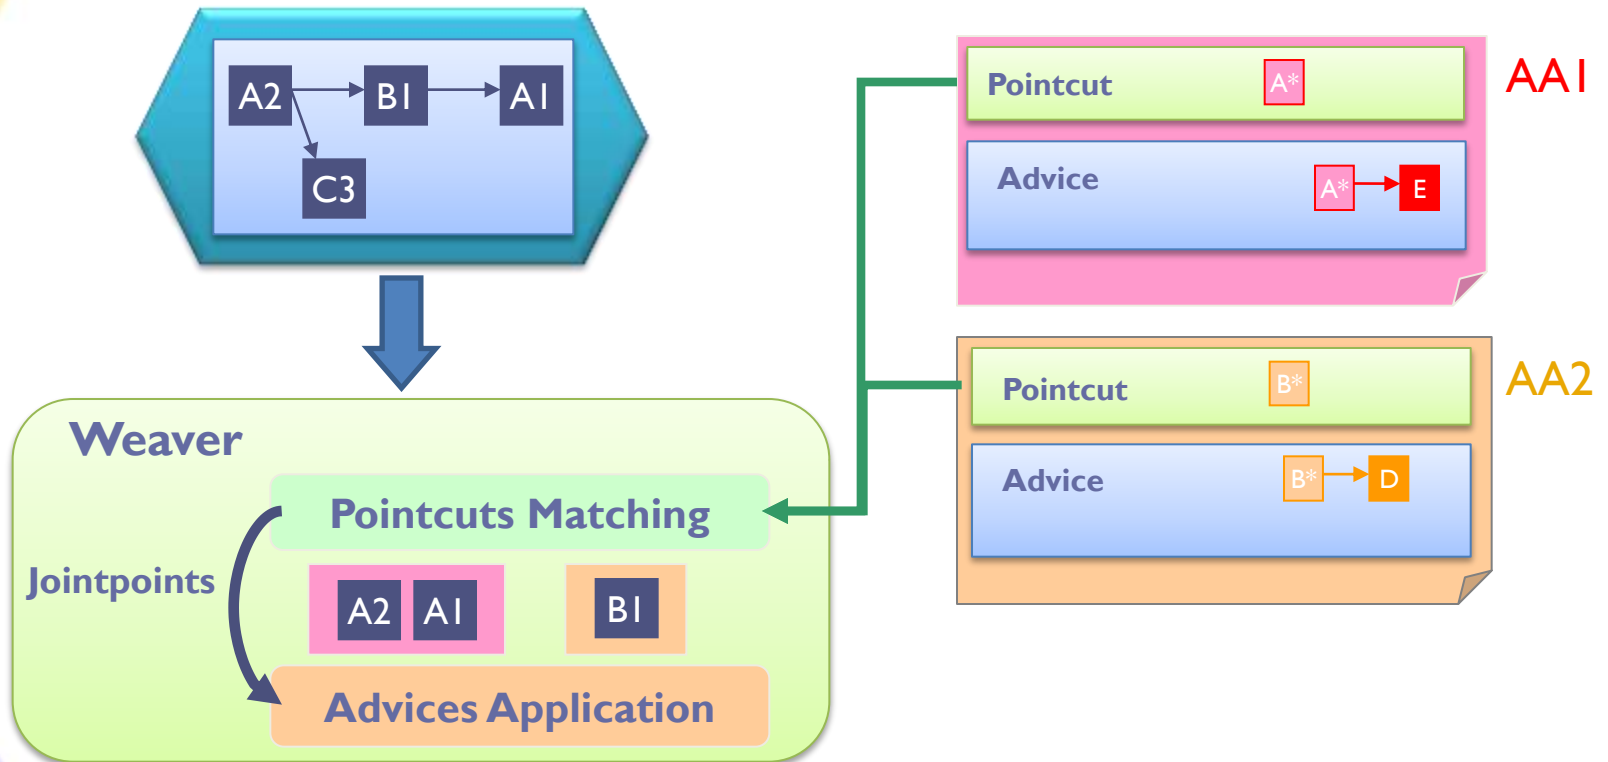 A2
B1
A1
C3
Weaver
Pointcuts Matching
Jointpoints
A2
A1
B1
Advices Application
Pointcut
A*
AA1
Advice
A*
E
Pointcut
B*
AA2
Advice
B*
D